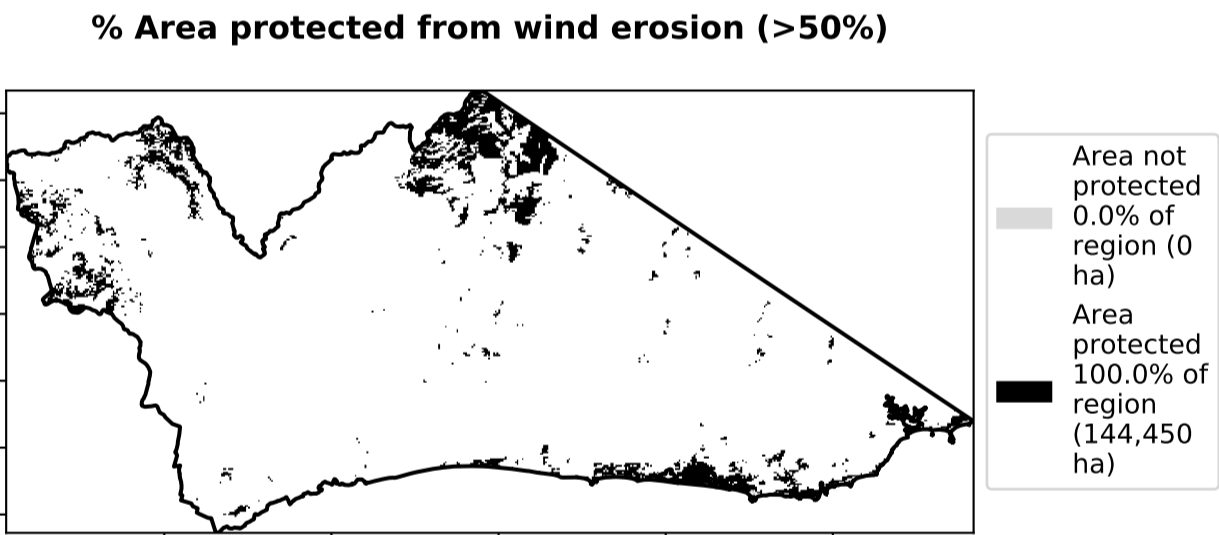 % Area protected from wind erosion (>50%)
Area not
protected
0.0% of
region (0
ha)
Area
protected
100.0% of
region
(144,450
ha)